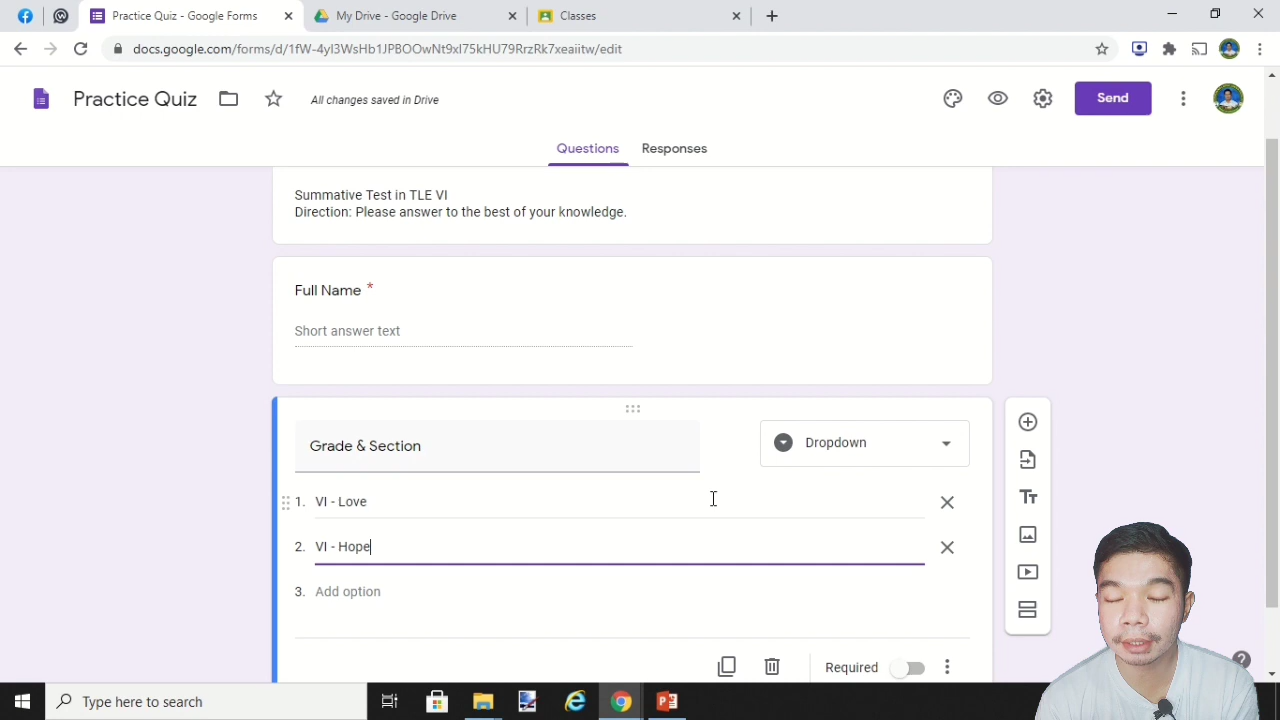 Practice Quiz - Google Forms
My Drive - Google Drive
Classes
docs.google.com/forms/d/1fW-4yl3WsHb1JPBOOwNt9xl75kHU79RrzRk7xeaiitw/edit
Practice Quiz
All changes saved in Drive
Send
Questions
Responses
Summative Test in TLE VI
Direction: Please answer to the best of your knowledge.
Full Name *
Short answer text
Grade & Section
Dropdown
1. VI - Love
2. VI - Hope
3. Add option
Required
Type here to search